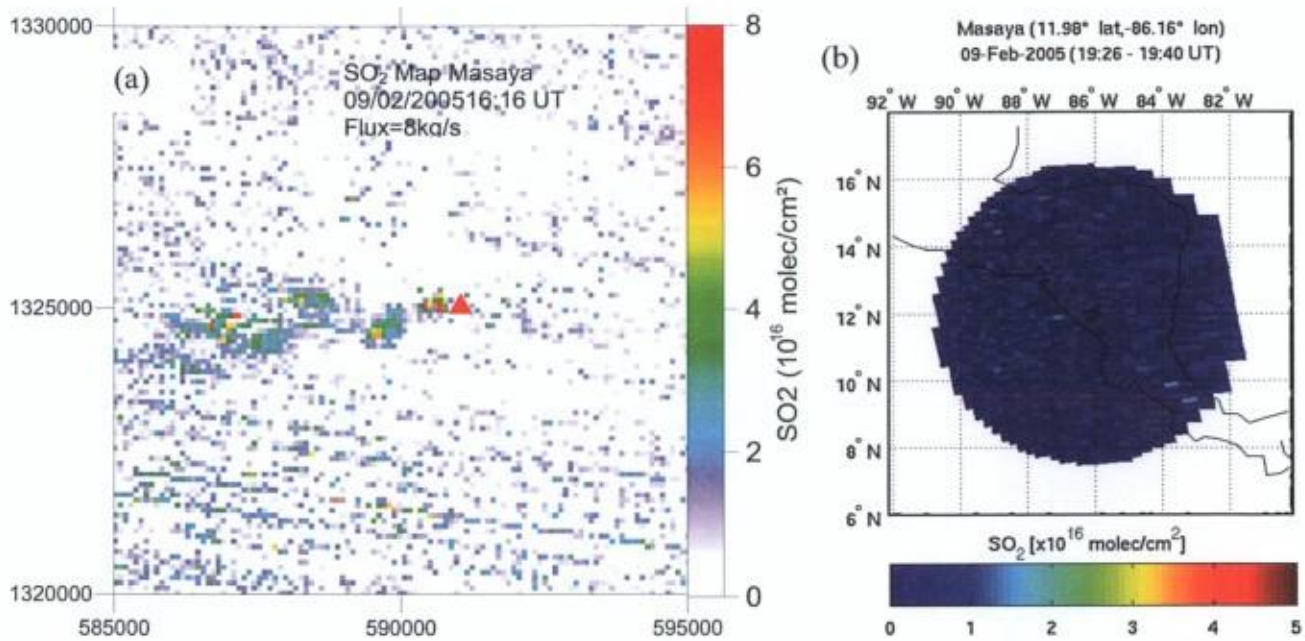 1330000
(a)
SO₂ Map Masaya
09/02/200516:16 UT
Flux=8kg/s
1325000
1320000
585000 590000 595000
8
6
4
2
0
SO2 (10¹⁶ molec/cm²)
(b)
Masaya (11.98° lat,-86.16° lon)
09-Feb-2005 (19:26 - 19:40 UT)
92° W 90° W 88° W 86° W 84° W 82° W
16° N
14° N
12° N
10° N
8° N
6° N
SO₂ [x10¹⁶ molec/cm²]
0 1 2 3 4 5